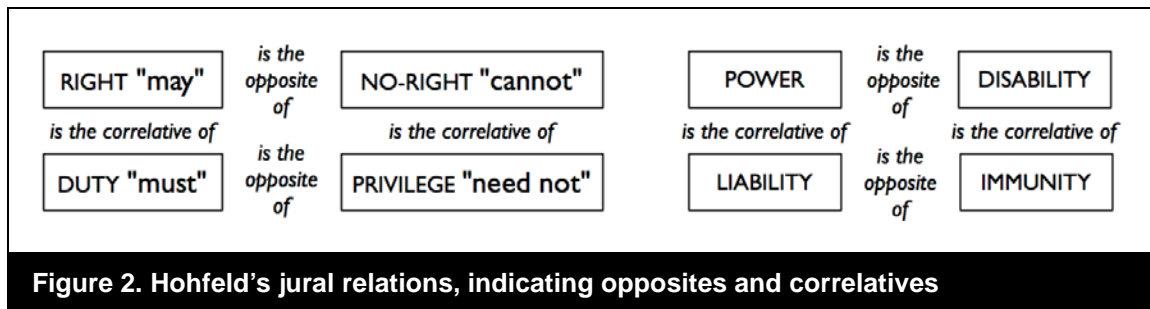 RIGHT "may"
is the
opposite
of
NO-RIGHT "cannot"
POWER
is the
opposite
of
DISABILITY
is the correlative of
is the correlative of
is the correlative of
is the correlative of
DUTY "must"
is the
opposite
of
PRIVILEGE "need not"
LIABILITY
is the
opposite
of
IMMUNITY
Figure 2. Hohfeld’s jural relations, indicating opposites and correlatives